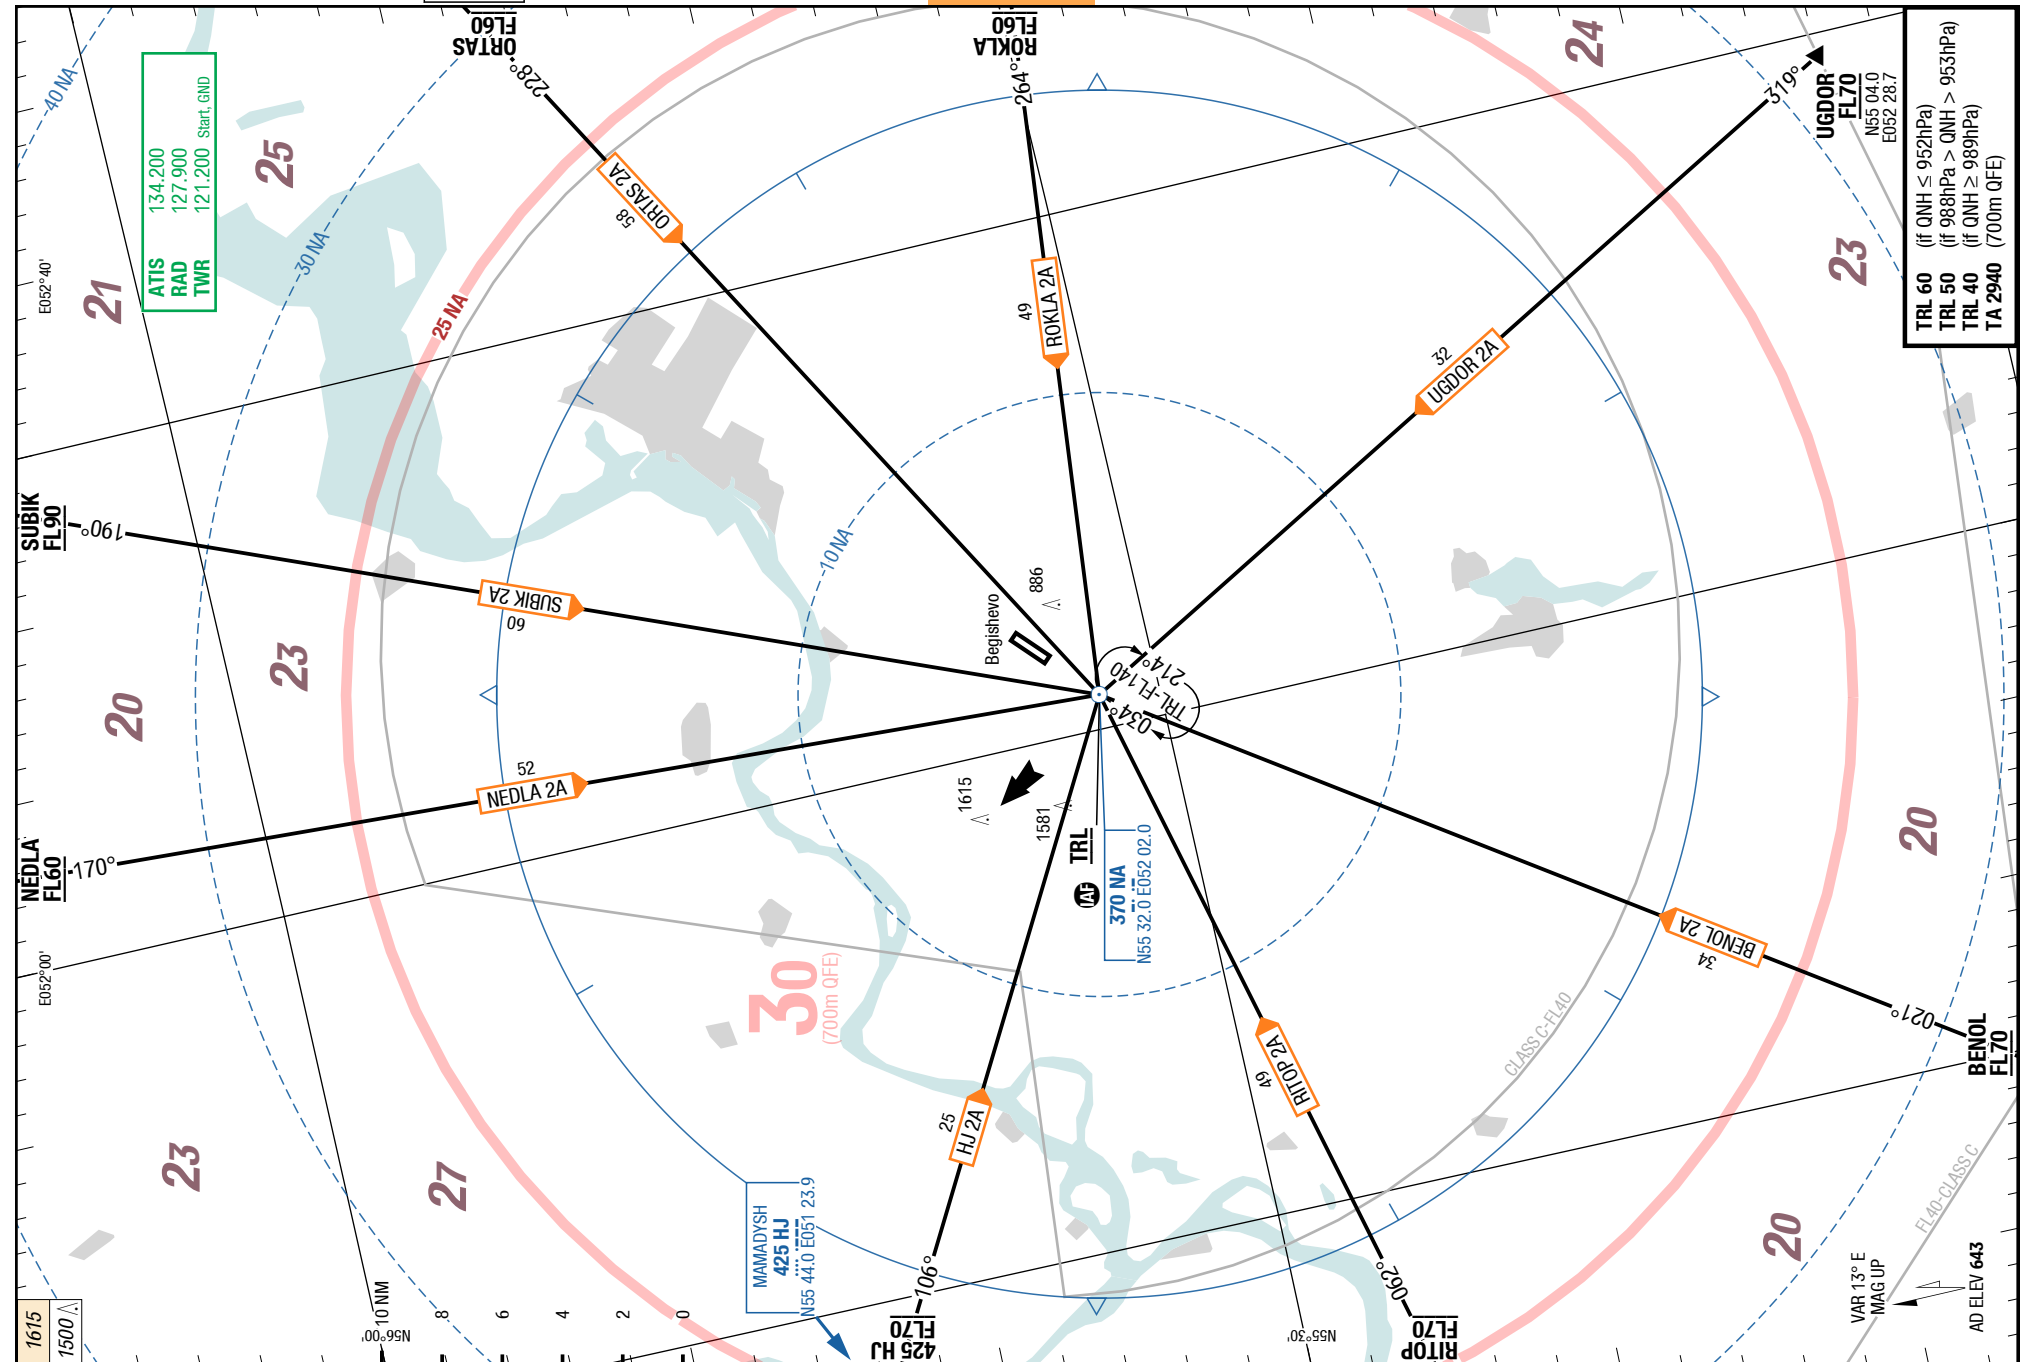 ORTAS
FL60
ROKLA
FL60
228°
264°
319°
UGDOR
FL70
N55 04.0
E052 28.7
40 NA
30 NA
25 NA
10 NA
ATIS 134.200
RAD 127.900
TWR 121.200 Start, GND
TRL 60 (if QNH ≤ 952hPa)
TRL 50 (if 988hPa > QNH > 953hPa)
TRL 40 (if QNH ≥ 989hPa)
TA 2940 (700m QFE)
25
24
21
23
E052°40'
ORTAS 2A
58
ROKLA 2A
49
UGDOR 2A
32
SUBIK
FL90
190°
SUBIK 2A
60
23
20
NEDLA
FL60
170°
NEDLA 2A
52
Begishevo
886
1615
1581
TRL-FL140
214°
034°
IAF
TRL
370 NA
N55 32.0 E052 02.0
30
(700m QFE)
E052°00'
20
BENOL 2A
34
021°
BENOL
FL70
CLASS C-FL40
RITOP 2A
49
062°
RITOP
FL70
HJ 2A
25
106°
425 HJ
FL70
MAMADYSH
425 HJ
N55 44.0 E051 23.9
23
27
20
FL40-CLASS C
VAR 13° E
MAG UP
AD ELEV 643
N55°30'
N56°00'
10 NM
8
6
4
2
0
1615
1500